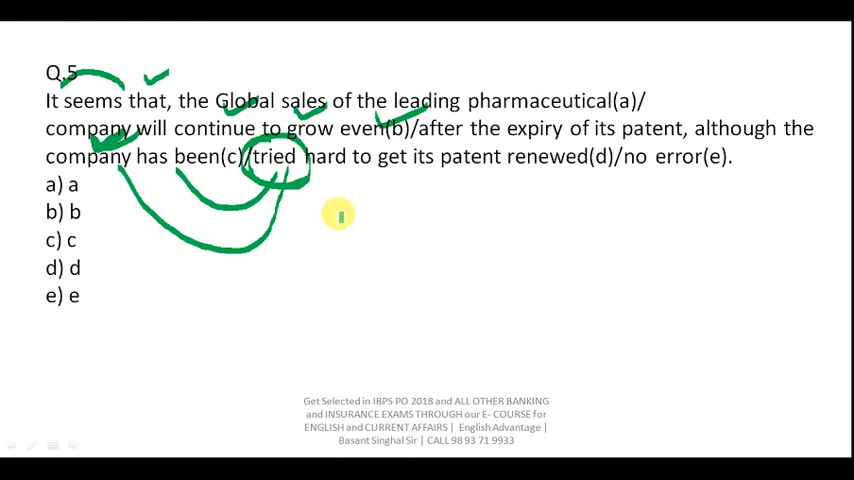 Q.5
It seems that, the Global sales of the leading pharmaceutical(a)/
company will continue to grow even(b)/after the expiry of its patent, although the
company has been(c)/tried hard to get its patent renewed(d)/no error(e).
a) a
b) b
c) c
d) d
e) e
Get Selected in IBPS PO 2018 and ALL OTHER BANKING
and INSURANCE EXAMS THROUGH our E- COURSE for
ENGLISH and CURRENT AFFAIRS | English Advantage |
Basant Singhal Sir | CALL 98 93 71 9933